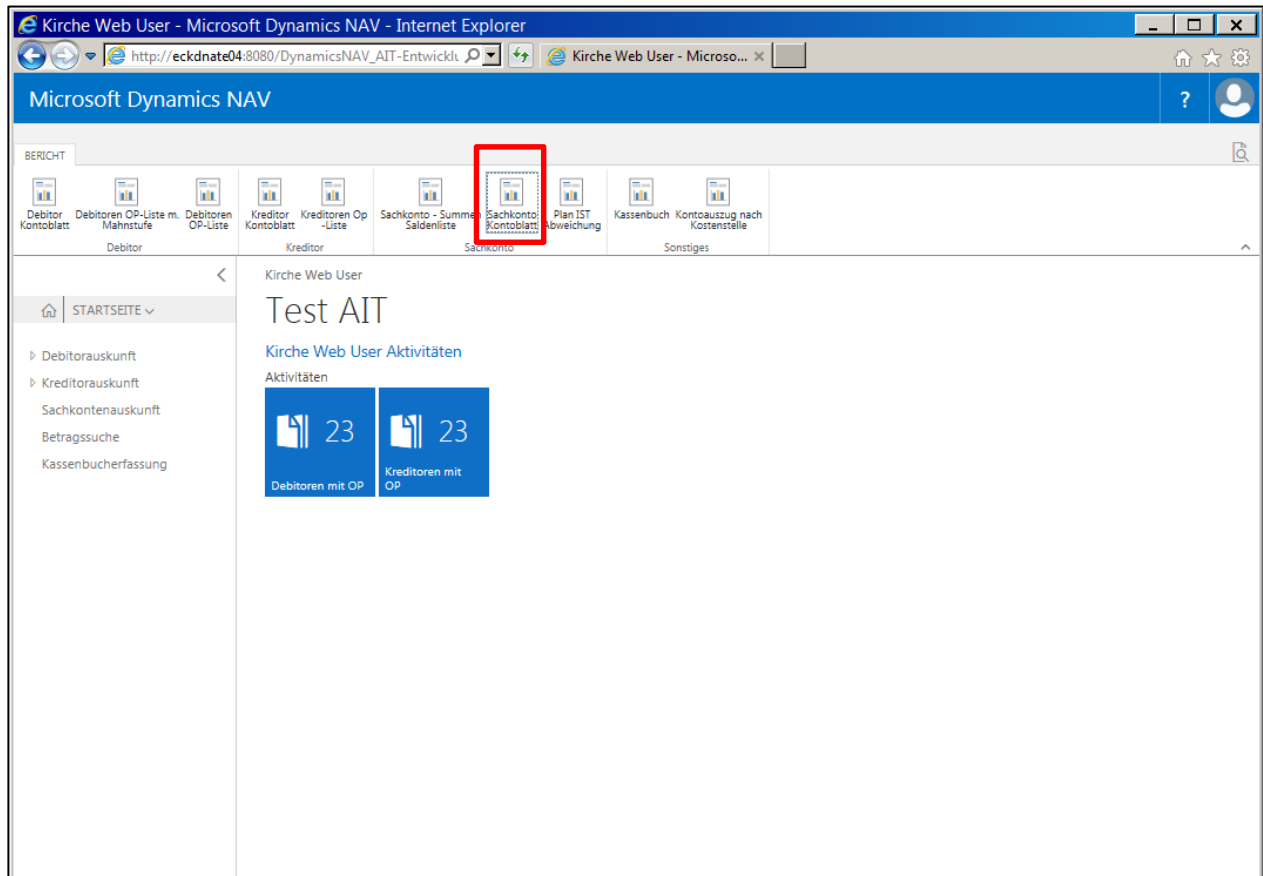 Kirche Web User - Microsoft Dynamics NAV - Internet Explorer
http://eckdnate04:8080/DynamicsNAV_AIT-Entwicklu
Kirche Web User - Microso...
Microsoft Dynamics NAV
?
BERICHT
Debitor Kontoblatt
Debitoren OP-Liste m. Mahnstufe
Debitoren OP-Liste
Kreditor Kontoblatt
Kreditoren Op -Liste
Sachkonto - Summen Saldenliste
Sachkonto Kontoblatt
Plan IST Abweichung
Kassenbuch
Kontoauszug nach Kostenstelle
Debitor
Kreditor
Sachkonto
Sonstiges
Kirche Web User
STARTSEITE
Test AIT
Debitorauskunft
Kreditorauskunft
Sachkontenauskunft
Betragssuche
Kassenbucherfassung
Kirche Web User Aktivitäten
Aktivitäten
23
Debitoren mit OP
23
Kreditoren mit
OP